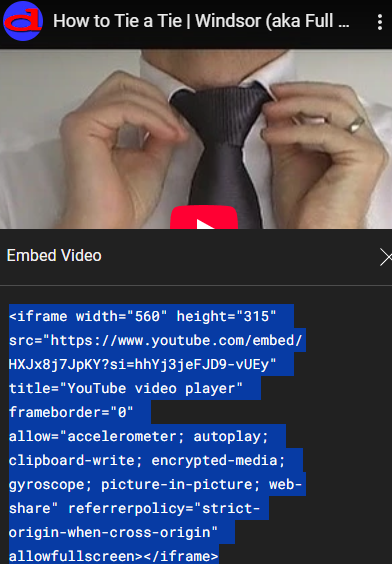 d
How to Tie a Tie | Windsor (aka Full ...
Embed Video
<iframe width="560" height="315"
src="https://www.youtube.com/embed/
HXJx8j7JpKY?si=hhYj3jeFJD9-vUEy"
title="YouTube video player"
frameborder="0"
allow="accelerometer; autoplay;
clipboard-write; encrypted-media;
gyroscope; picture-in-picture; web-
share" referrerpolicy="strict-
origin-when-cross-origin"
allowfullscreen></iframe>